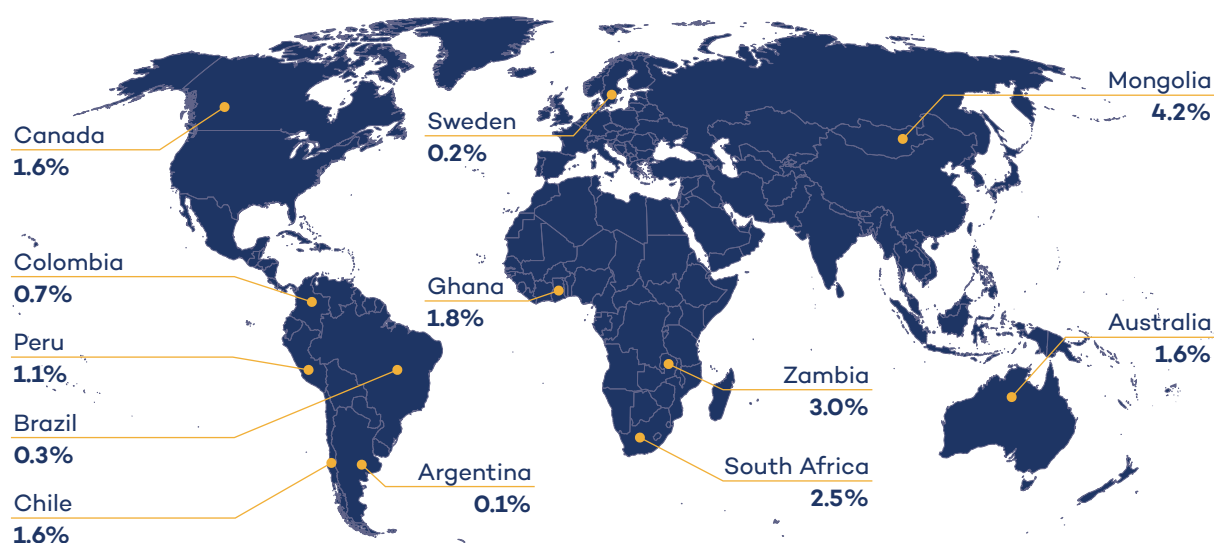 Canada
1.6%
Colombia
0.7%
Peru
1.1%
Brazil
0.3%
Chile
1.6%
Sweden
0.2%
Ghana
1.8%
Argentina
0.1%
Mongolia
4.2%
Australia
1.6%
Zambia
3.0%
South Africa
2.5%